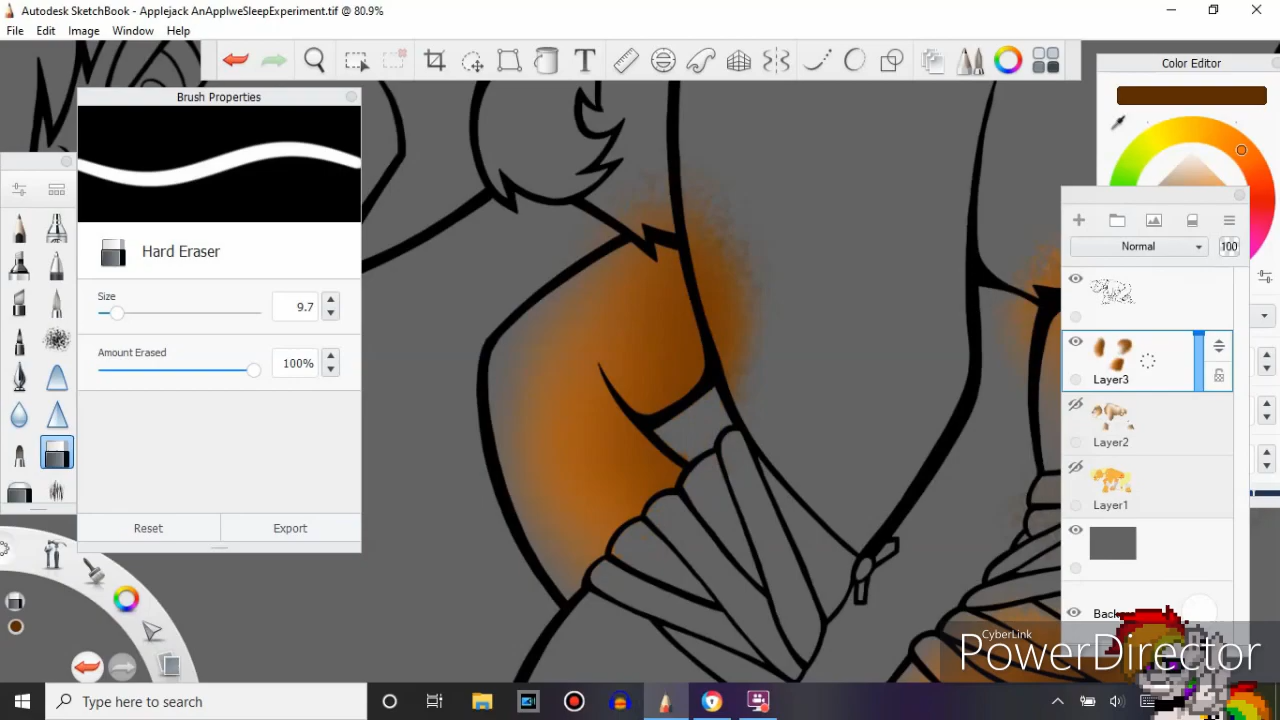 Autodesk SketchBook - Applejack AnApplweSleepExperiment.tif @ 80.9%
File Edit Image Window Help
T
Brush Properties
Color Editor
Hard Eraser
Normal 100
Size
9.7
Amount Erased
100%
Layer3
Layer2
Layer1
Reset Export
CyberLink
PowerDirector
Type here to search